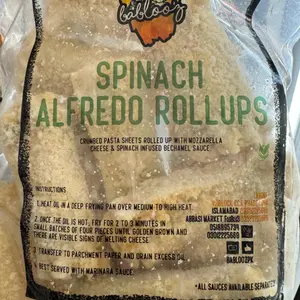 bablooz
SPINACH
ALFREDO ROLLUPS
CRUMBED PASTA SHEETS ROLLED UP WITH MOZZARELLA
CHEESE & SPINACH INFUSED BECHAMEL SAUCE
INSTRUCTIONS
1. HEAT OIL IN A DEEP FRYING PAN OVER MEDIUM TO HIGH HEAT
2. ONCE THE OIL IS HOT, FRY FOR 2 TO 3 MINUTES IN
SMALL BATCHES OF FOUR PIECES UNTIL GOLDEN BROWN AND
THERE ARE VISIBLE SIGNS OF MELTING CHEESE
3. TRANSFER TO PARCHMENT PAPER AND DRAIN EXCESS OIL
4. BEST SERVED WITH MARINARA SAUCE
ISLAMABAD
ABBASI MARKET
BABLOOZPK
*ALL SAUCES AVAILABLE SEPARATELY